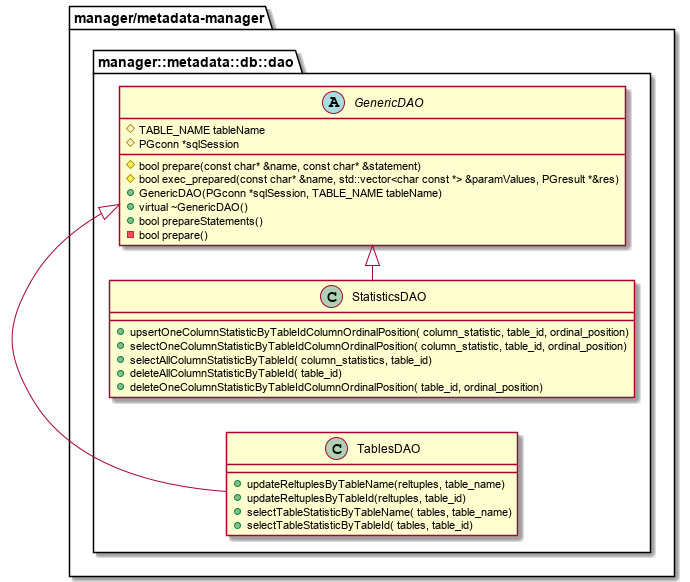 manager/metadata-manager
manager::metadata::db::dao
A GenericDAO
TABLE_NAME tableName
PGconn *sqlSession
bool prepare(const char* &name, const char* &statement)
bool exec_prepared(const char* &name, std::vector<char const *> &paramValues, PGresult *&res)
GenericDAO(PGconn *sqlSession, TABLE_NAME tableName)
virtual ~GenericDAO()
bool prepareStatements()
bool prepare()
C StatisticsDAO
upsertOneColumnStatisticByTableIdColumnOrdinalPosition( column_statistic, table_id, ordinal_position)
selectOneColumnStatisticByTableIdColumnOrdinalPosition( column_statistic, table_id, ordinal_position)
selectAllColumnStatisticByTableId( column_statistics, table_id)
deleteAllColumnStatisticByTableId( table_id)
deleteOneColumnStatisticByTableIdColumnOrdinalPosition( table_id, ordinal_position)
C TablesDAO
updateReltuplesByTableName(reltuples, table_name)
updateReltuplesByTableId(reltuples, table_id)
selectTableStatisticByTableName( tables, table_name)
selectTableStatisticByTableId( tables, table_id)